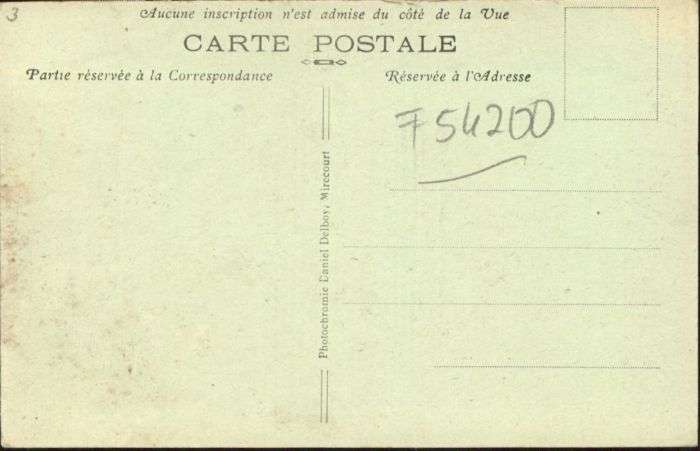 3
Aucune inscription n'est admise du côté de la Vue
CARTE POSTALE
Partie réservée à la Correspondance
Réservée à l'Adresse
F54200
Photochromie Daniel Delboy, Mirecourt